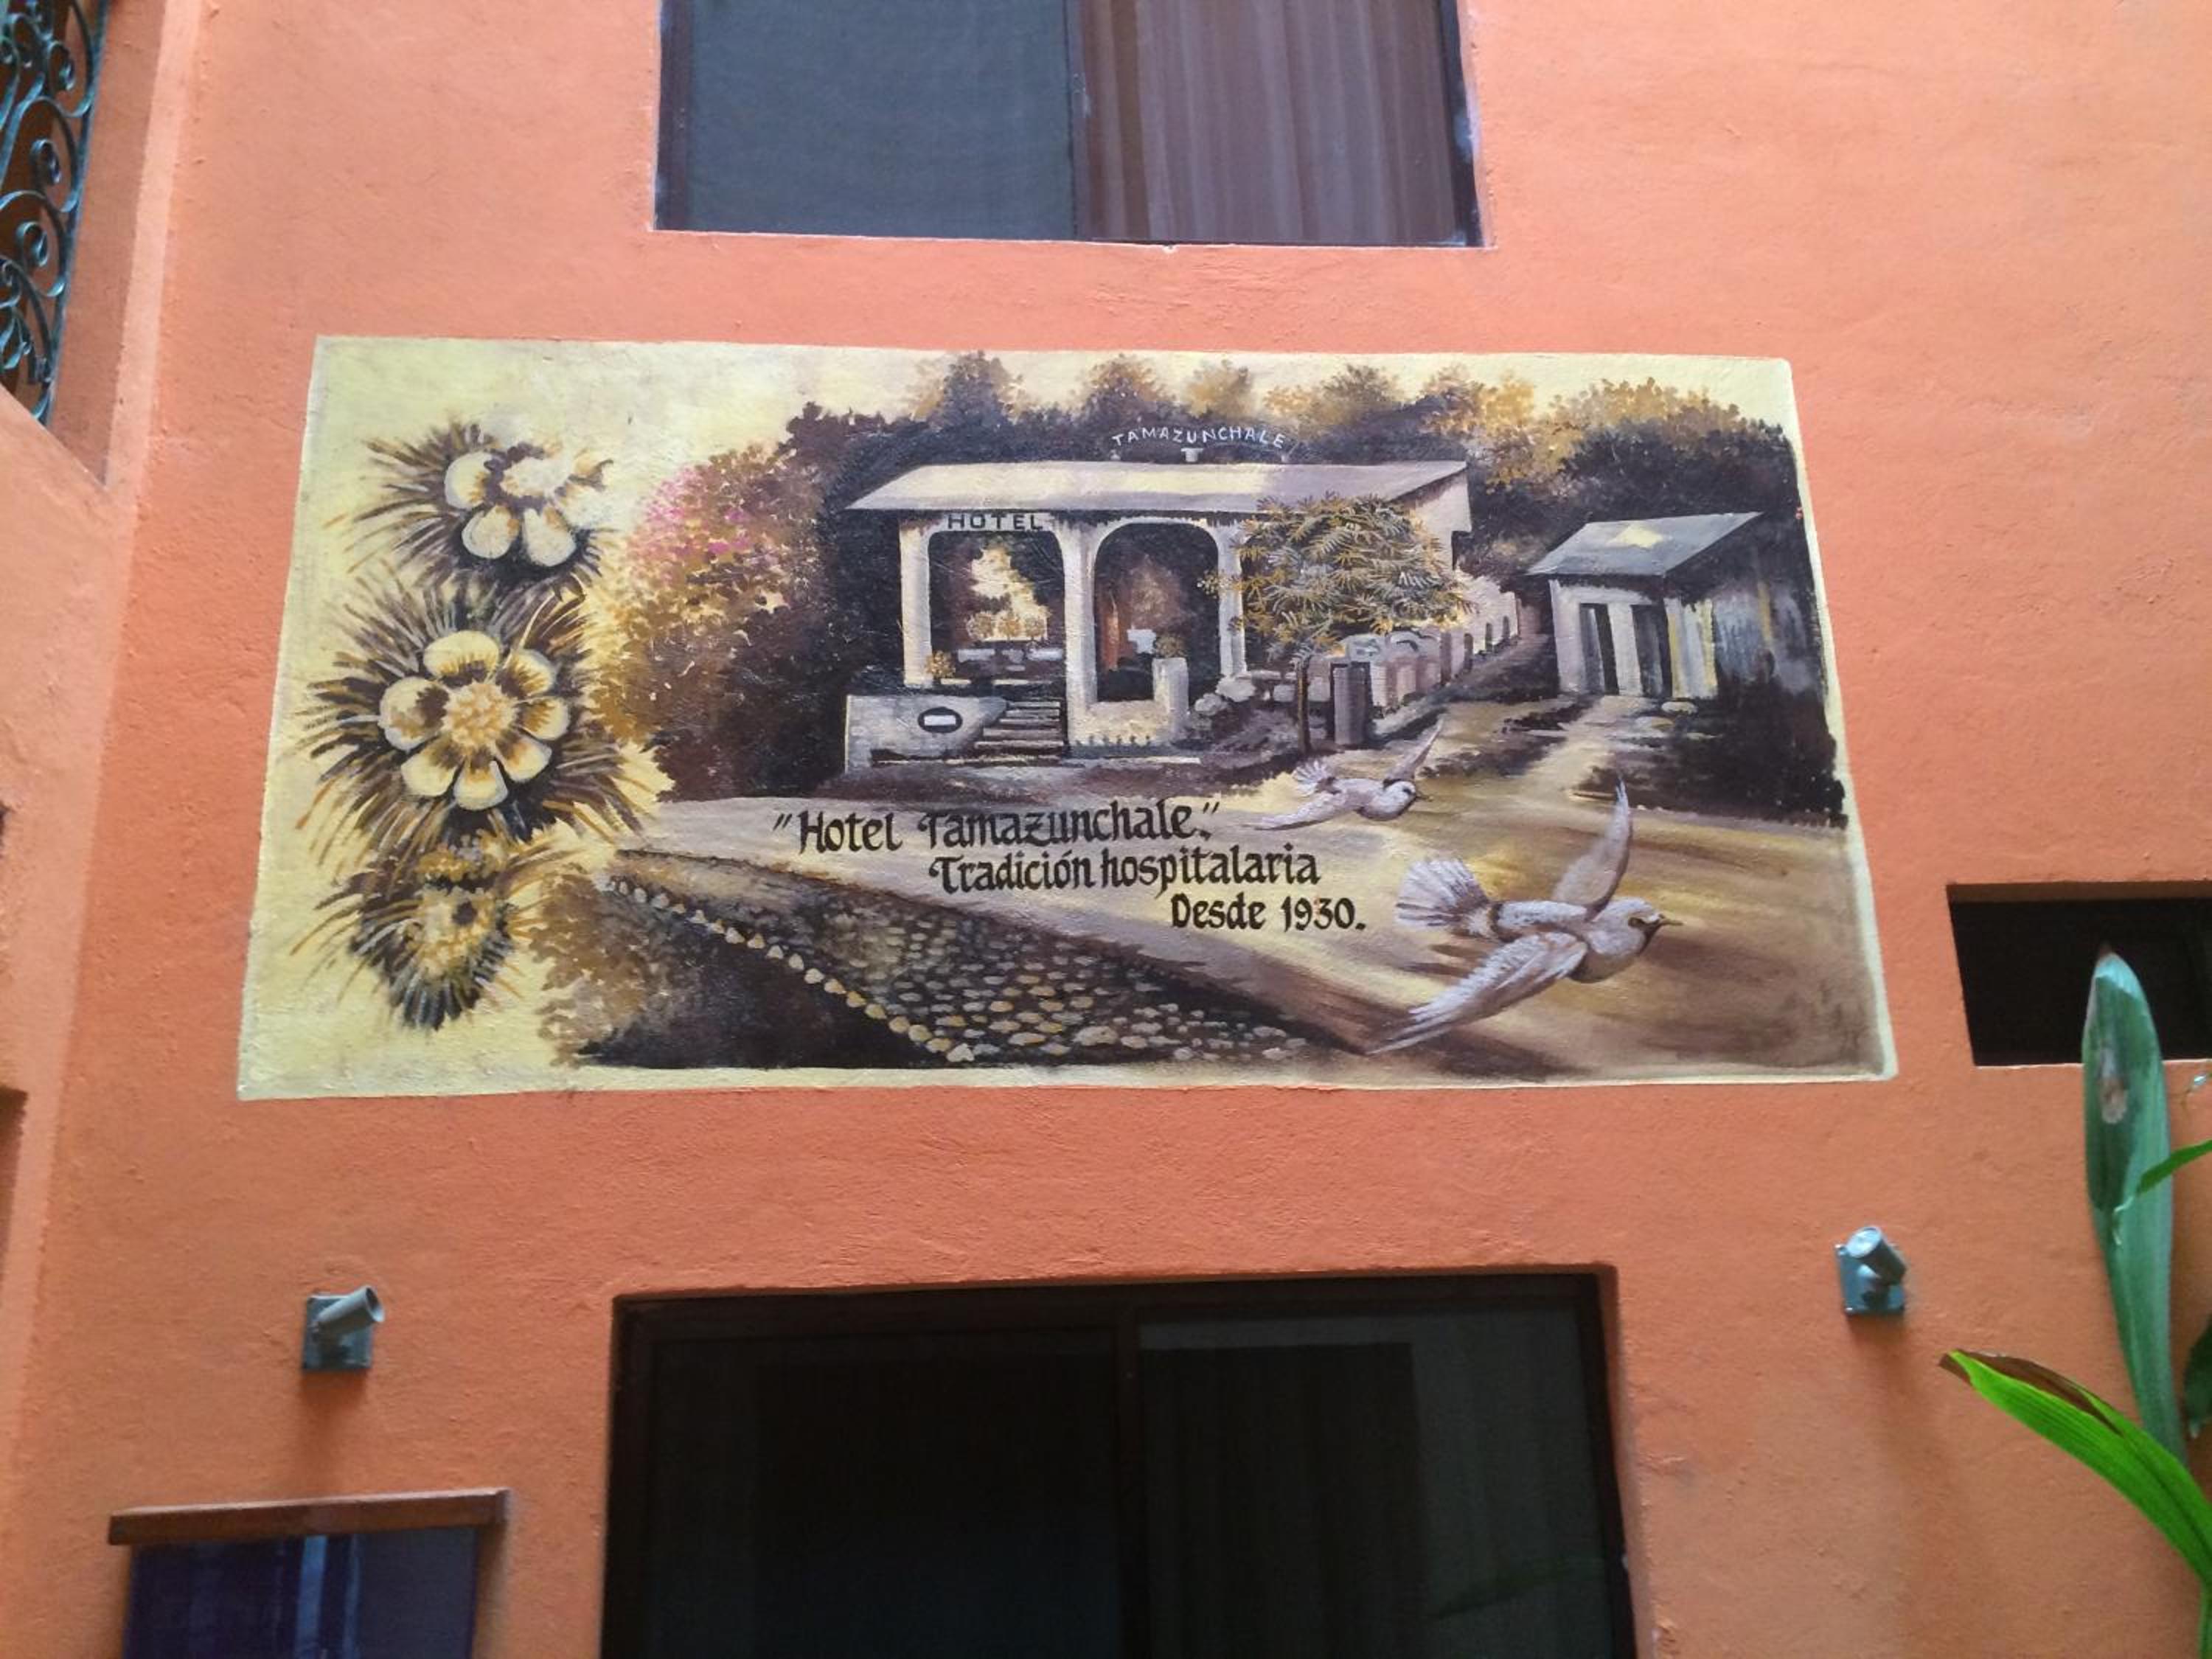 TAMAZUNCHALE
HOTEL
"Hotel Tamazunchale."
Tradición hospitalaria
Desde 1930.